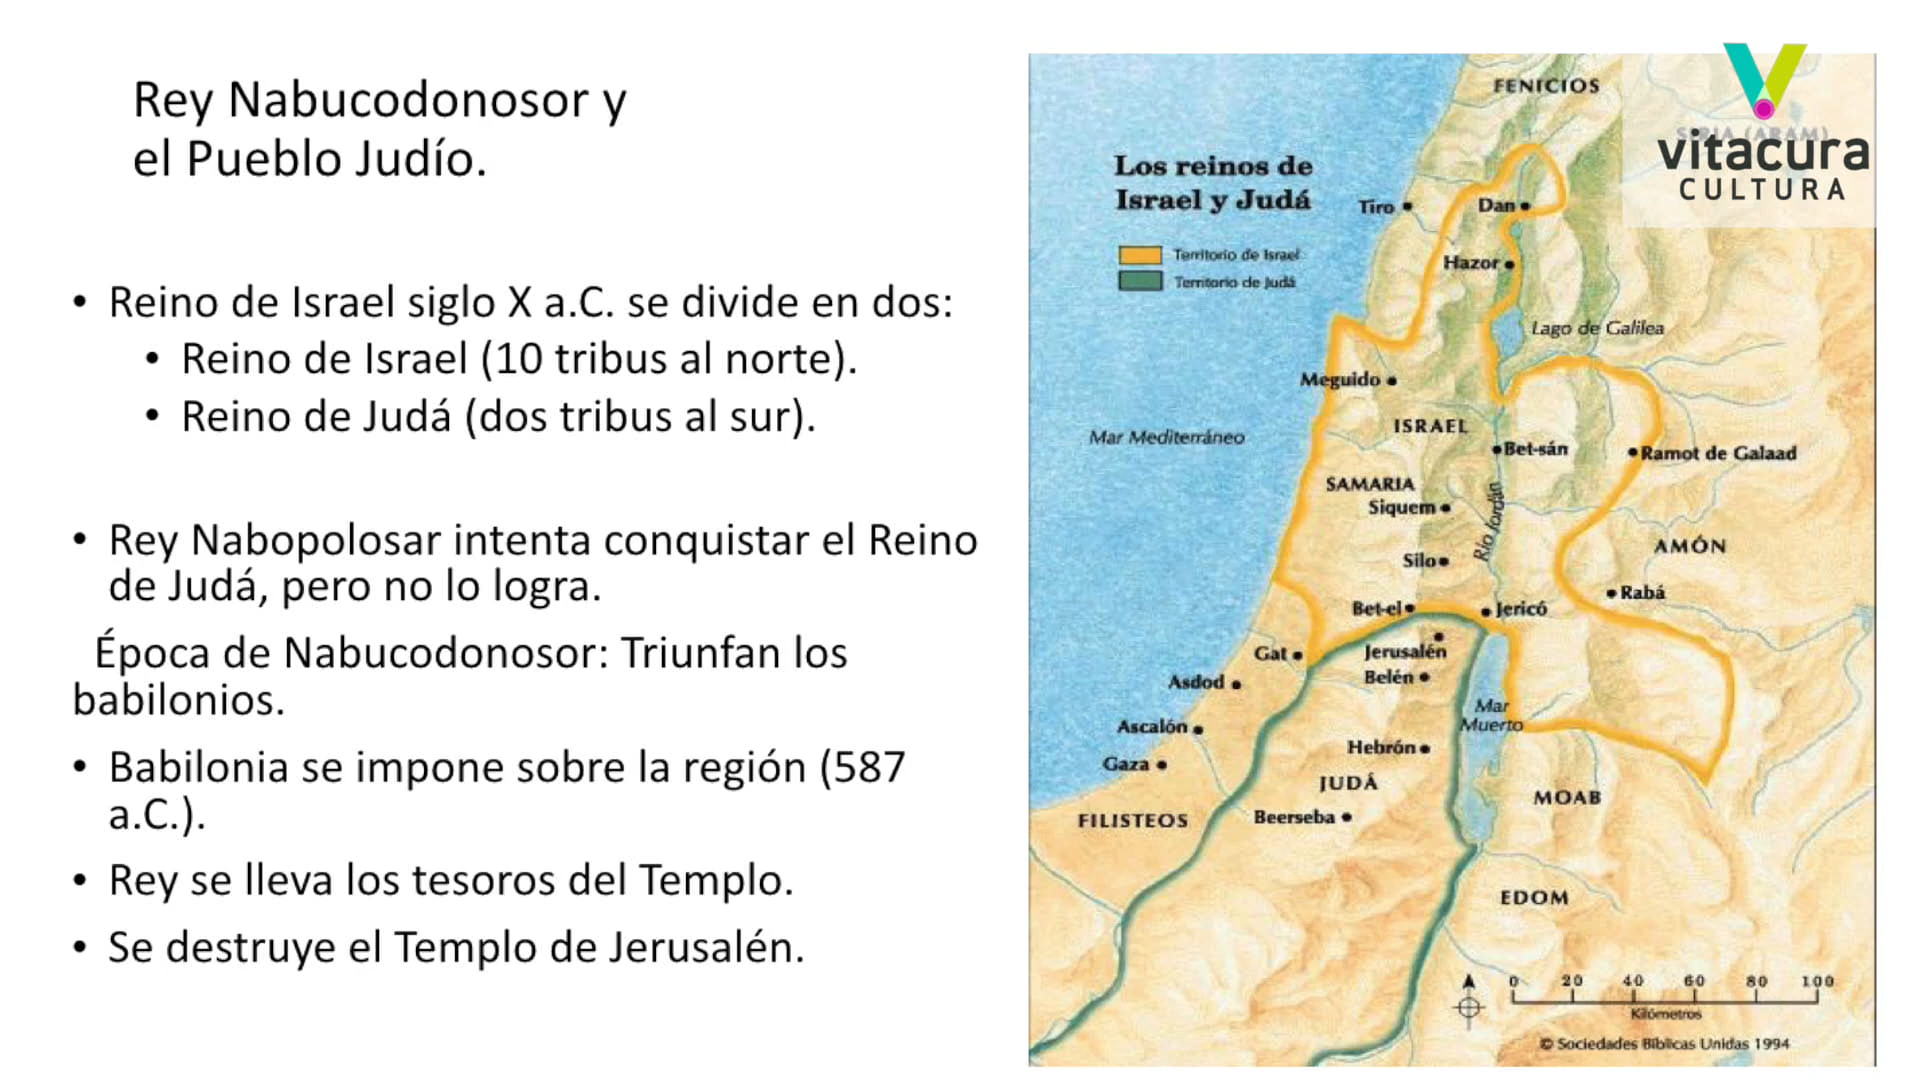 Rey Nabucodonosor y
el Pueblo Judío.
• Reino de Israel siglo X a.C. se divide en dos:
• Reino de Israel (10 tribus al norte).
• Reino de Judá (dos tribus al sur).
• Rey Nabopolosar intenta conquistar el Reino
de Judá, pero no lo logra.
Época de Nabucodonosor: Triunfan los
babilonios.
• Babilonia se impone sobre la región (587
a.C.).
• Rey se lleva los tesoros del Templo.
• Se destruye el Templo de Jerusalén.
vitacura
CULTURA
FENICIOS
SIRIA (ARAM)
Los reinos de
Israel y Judá
Territorio de Israel
Territorio de Judá
Tiro
Dan
Hazor
Lago de Galilea
Meguido
Mar Mediterráneo
ISRAEL
Bet-sán
Ramot de Galaad
SAMARIA
Siquem
Río Jordán
Silo
AMÓN
Rabá
Bet-el
Jericó
Gat
Jerusalén
Belén
Asdod
Mar
Muerto
Ascalón
Hebrón
Gaza
JUDÁ
MOAB
FILISTEOS
Beerseba
EDOM
0 20 40 60 80 100
Kilómetros
© Sociedades Bíblicas Unidas 1994